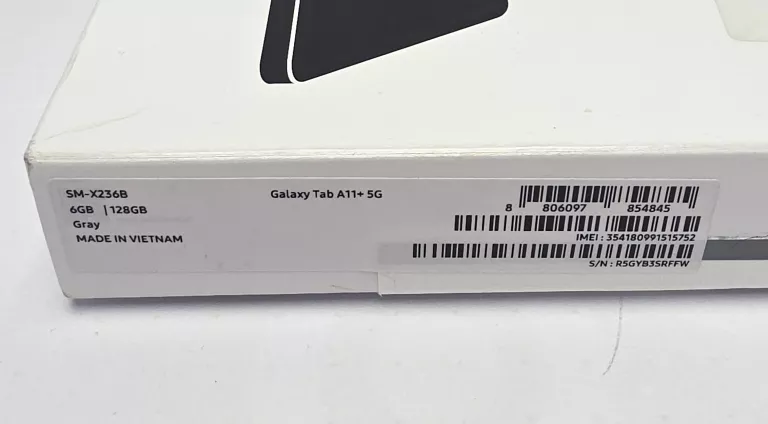 SM-X236B
Galaxy Tab A11+ 5G
6GB | 128GB
Gray
MADE IN VIETNAM
8 806097 854845
IMEI : 354180991515752
S/N : R5GYB3SRFFW